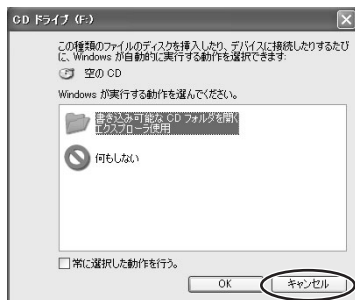 CD ドライブ (F:)
この種類のファイルのディスクを挿入したり、デバイスに接続したりするたび
に、Windows が自動的に実行する動作を選択できます:
空の CD
Windows が実行する動作を選んでください。
書き込み可能な CD フォルダを開く
エクスプローラ使用
何もしない
常に選択した動作を行う。
OK
キャンセル